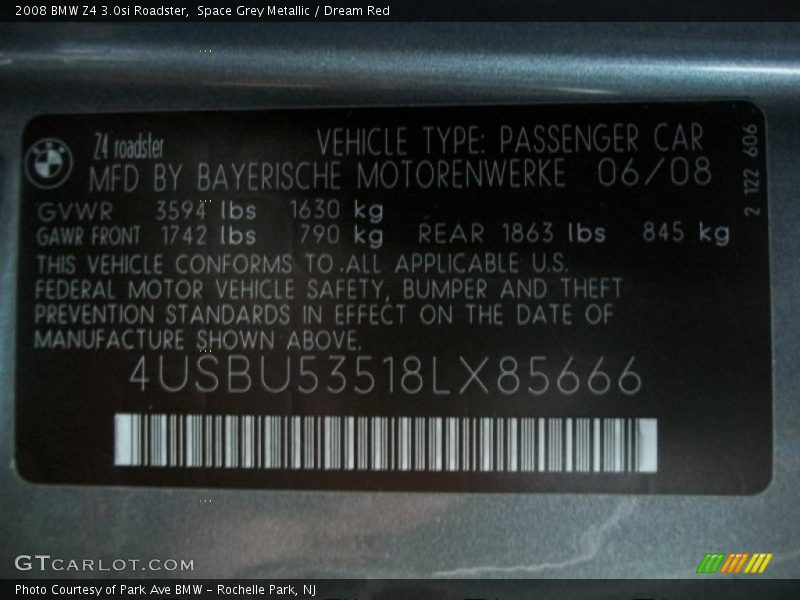 2008 BMW Z4 3.0si Roadster,  Space Grey Metallic / Dream Red
BMW
Z4 roadster
VEHICLE TYPE: PASSENGER CAR
MFD BY BAYERISCHE MOTORENWERKE 06/08
2 122 606
GVWR 3594 lbs 1630 kg
GAWR FRONT 1742 lbs 790 kg REAR 1863 lbs 845 kg
THIS VEHICLE CONFORMS TO ALL APPLICABLE U.S.
FEDERAL MOTOR VEHICLE SAFETY, BUMPER AND THEFT
PREVENTION STANDARDS IN EFFECT ON THE DATE OF
MANUFACTURE SHOWN ABOVE.
4USBU53518LX85666
GTCARLOT.COM
Photo Courtesy of Park Ave BMW - Rochelle Park, NJ